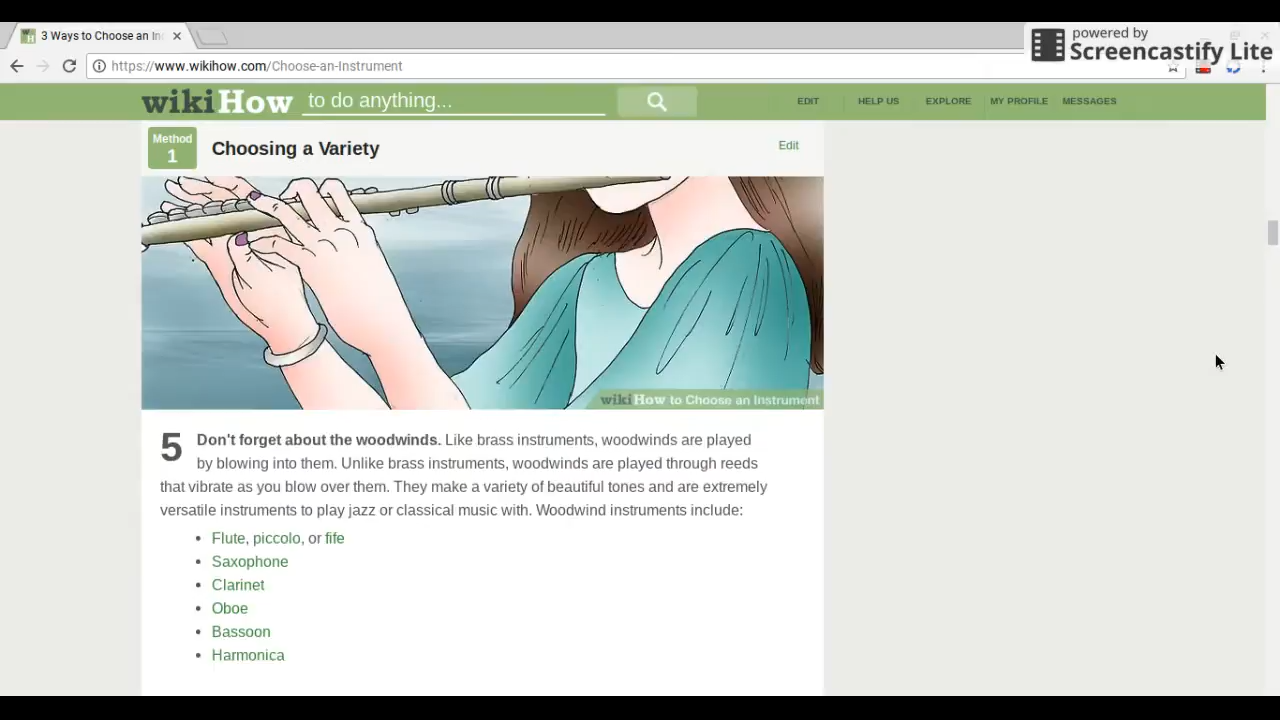 3 Ways to Choose an In
powered by
Screencastify Lite
https://www.wikihow.com/Choose-an-Instrument
wikiHow to do anything...
EDIT HELP US EXPLORE MY PROFILE MESSAGES
Method
1
Choosing a Variety
Edit
wikiHow to Choose an Instrument
5 Don't forget about the woodwinds. Like brass instruments, woodwinds are played
by blowing into them. Unlike brass instruments, woodwinds are played through reeds
that vibrate as you blow over them. They make a variety of beautiful tones and are extremely
versatile instruments to play jazz or classical music with. Woodwind instruments include:
• Flute, piccolo, or fife
• Saxophone
• Clarinet
• Oboe
• Bassoon
• Harmonica